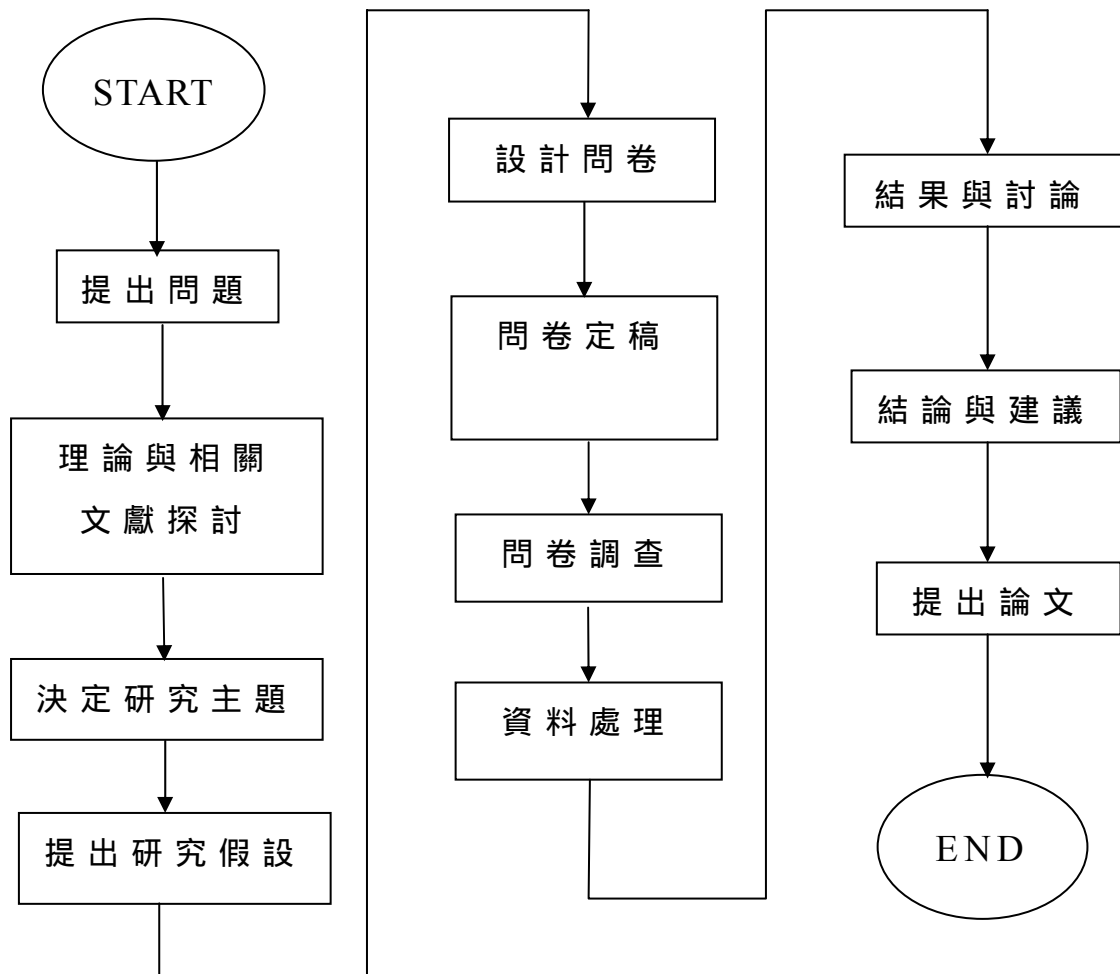 START
提出問題
理論與相關
文獻探討
決定研究主題
提出研究假設
設計問卷
問卷定稿
問卷調查
資料處理
結果與討論
結論與建議
提出論文
END